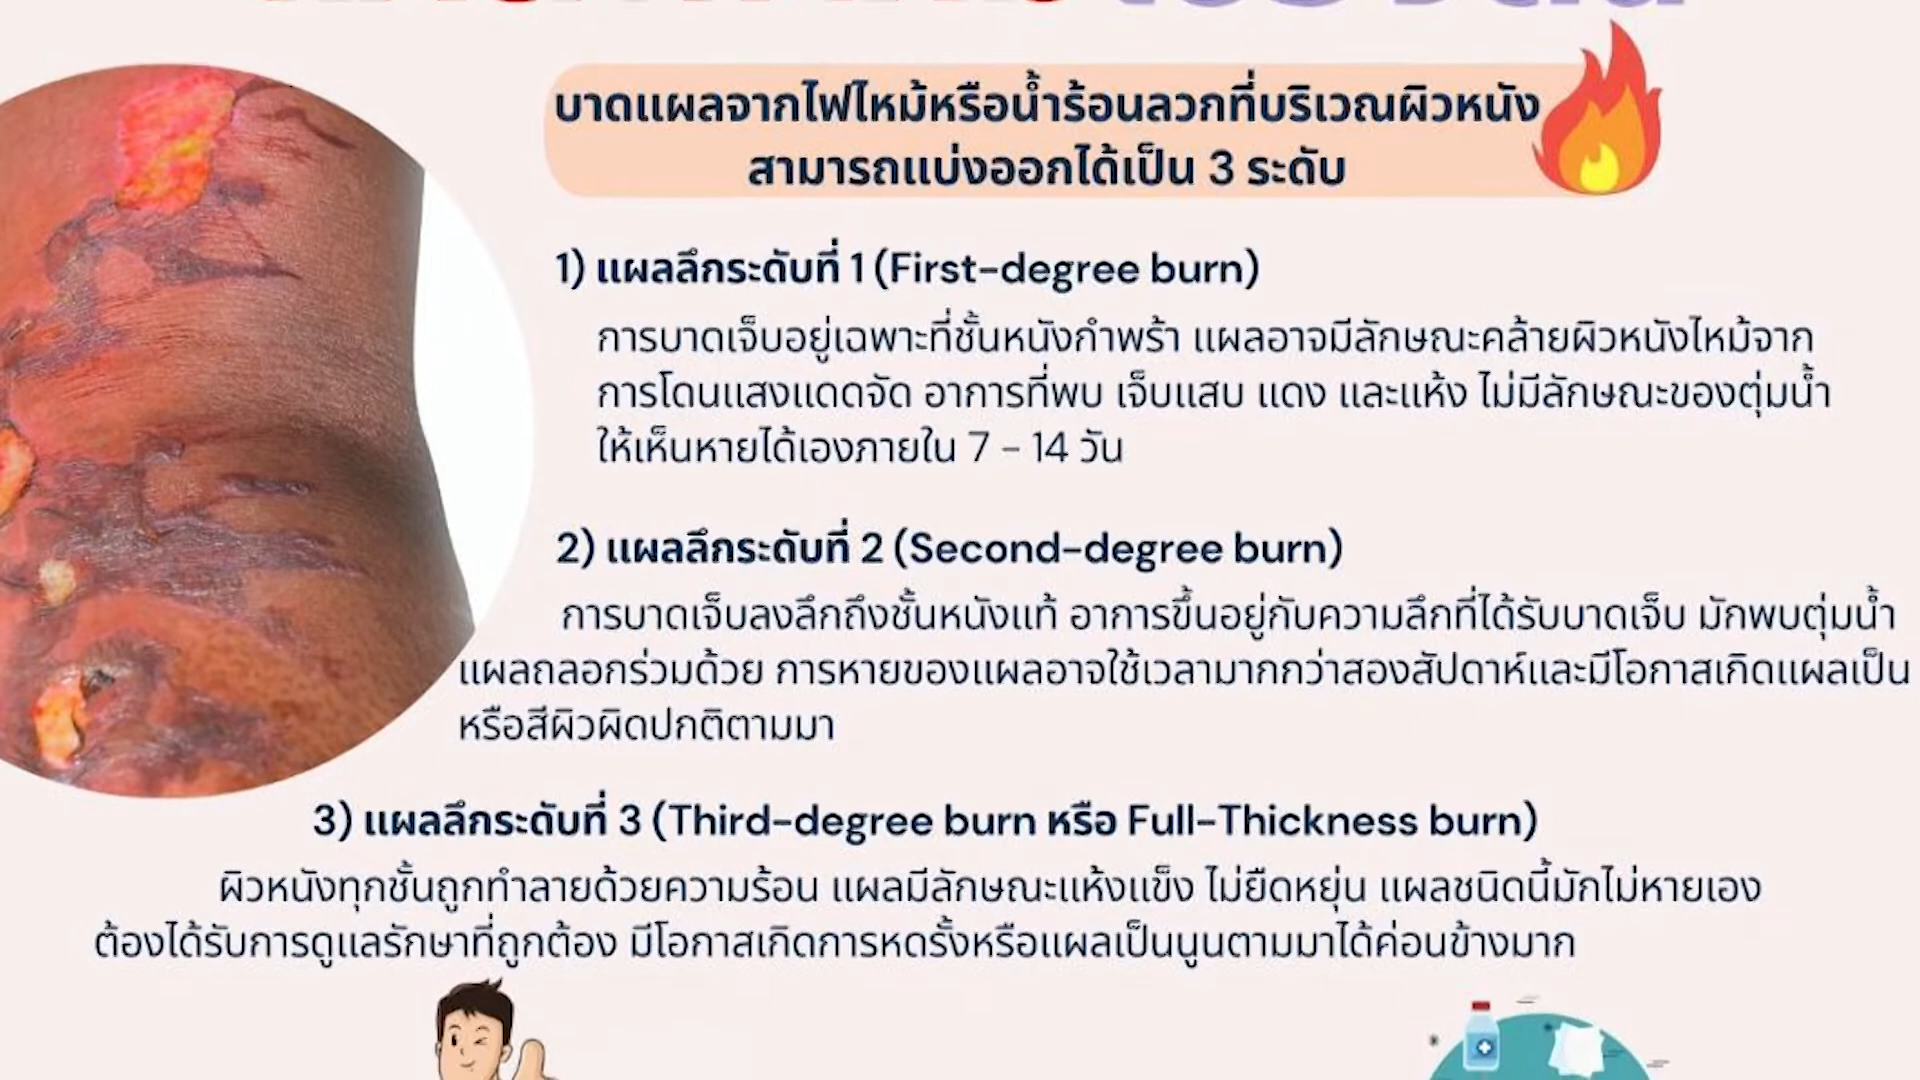 บาดแผลจากไฟไหม้หรือน้ำร้อนลวกที่บริเวณผิวหนัง
สามารถแบ่งออกได้เป็น 3 ระดับ
1) แผลลึกระดับที่ 1 (First-degree burn)
การบาดเจ็บอยู่เฉพาะที่ชั้นหนังกำพร้า แผลอาจมีลักษณะคล้ายผิวหนังไหม้จาก
การโดนแสงแดดจัด อาการที่พบ เจ็บแสบ แดง และแห้ง ไม่มีลักษณะของตุ่มน้ำ
ให้เห็นหายได้เองภายใน 7 - 14 วัน
2) แผลลึกระดับที่ 2 (Second-degree burn)
การบาดเจ็บลงลึกถึงชั้นหนังแท้ อาการขึ้นอยู่กับความลึกที่ได้รับบาดเจ็บ มักพบตุ่มน้ำ
แผลถลอกร่วมด้วย การหายของแผลอาจใช้เวลามากกว่าสองสัปดาห์และมีโอกาสเกิดแผลเป็น
หรือสีผิวผิดปกติตามมา
3) แผลลึกระดับที่ 3 (Third-degree burn หรือ Full-Thickness burn)
ผิวหนังทุกชั้นถูกทำลายด้วยความร้อน แผลมีลักษณะแห้งแข็ง ไม่ยืดหยุ่น แผลชนิดนี้มักไม่หายเอง
ต้องได้รับการดูแลรักษาที่ถูกต้อง มีโอกาสเกิดการหดรั้งหรือแผลเป็นนูนตามมาได้ค่อนข้างมาก